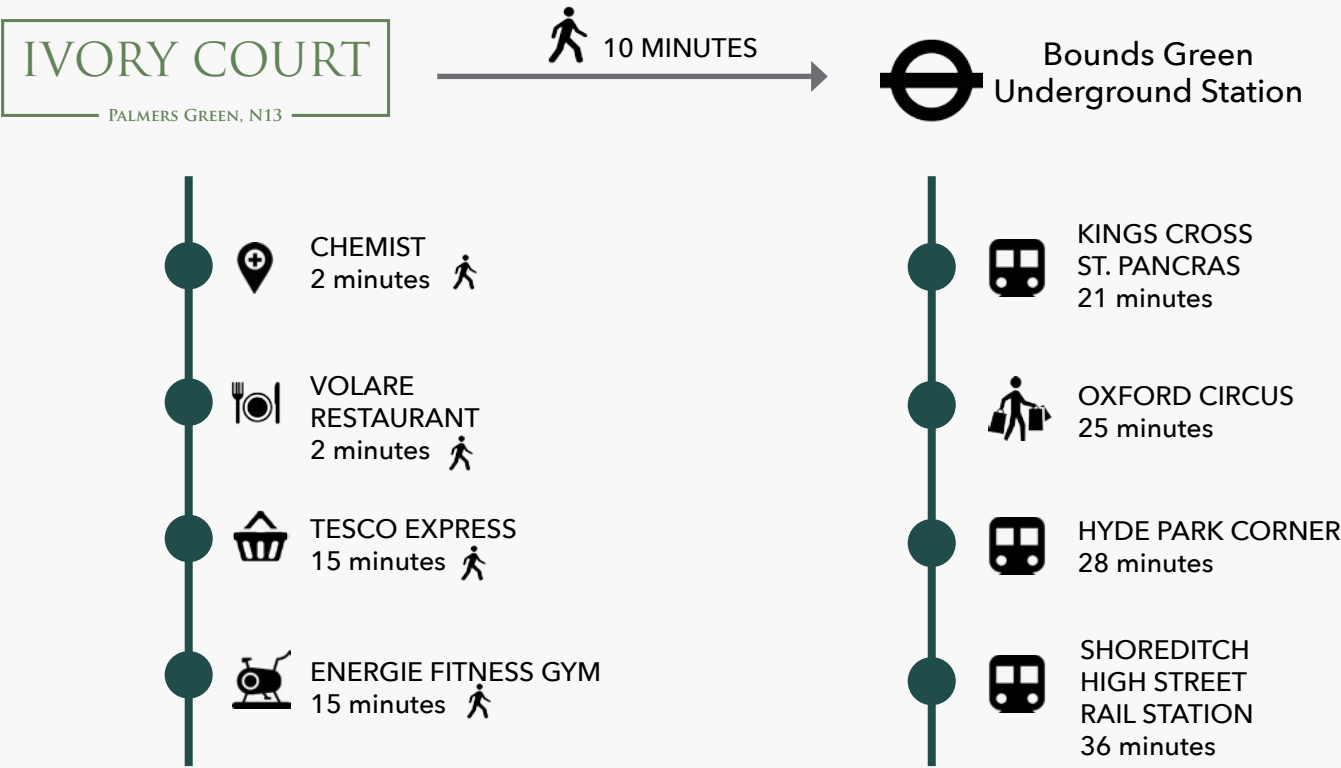 IVORY COURT
PALMERS GREEN, N13
10 MINUTES
Bounds Green
Underground Station
CHEMIST
2 minutes
VOLARE
RESTAURANT
2 minutes
TESCO EXPRESS
15 minutes
ENERGIE FITNESS GYM
15 minutes
KINGS CROSS
ST. PANCRAS
21 minutes
OXFORD CIRCUS
25 minutes
HYDE PARK CORNER
28 minutes
SHOREDITCH
HIGH STREET
RAIL STATION
36 minutes